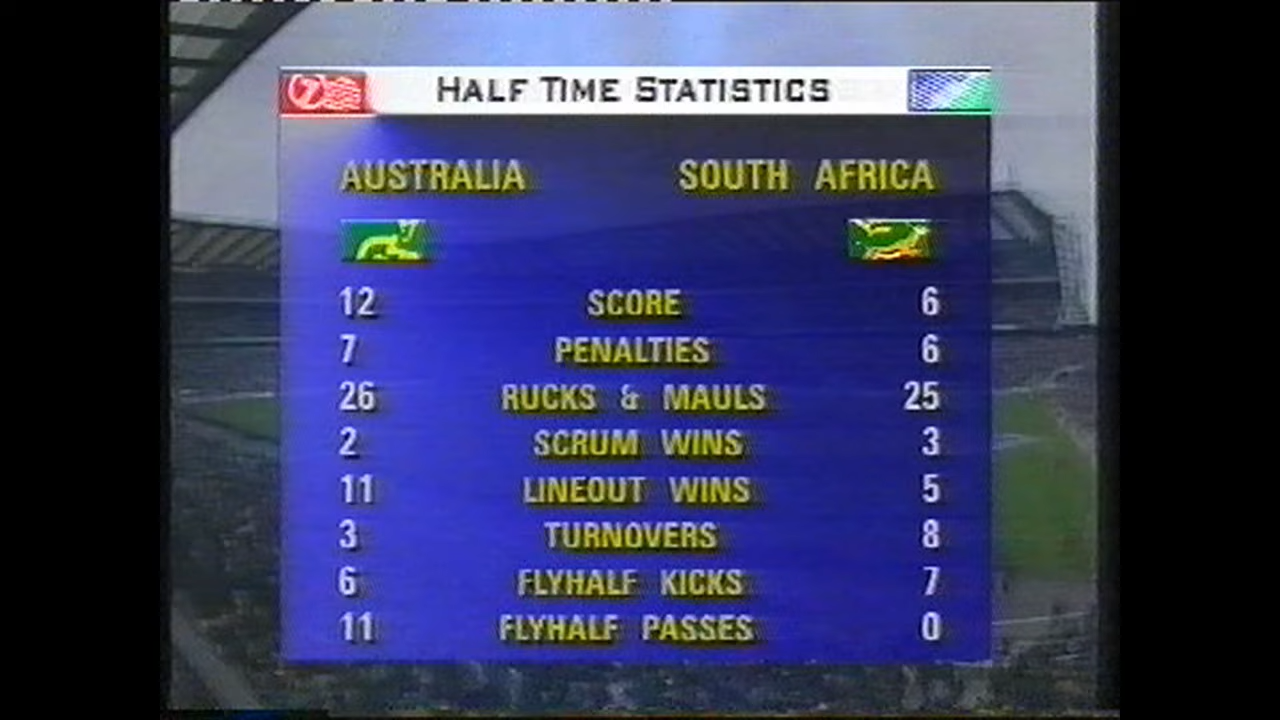 7 HALF TIME STATISTICS
AUSTRALIA SOUTH AFRICA
12 SCORE 6
7 PENALTIES 6
26 RUCKS & MAULS 25
2 SCRUM WINS 3
11 LINEOUT WINS 5
3 TURNOVERS 8
6 FLYHALF KICKS 7
11 FLYHALF PASSES 0